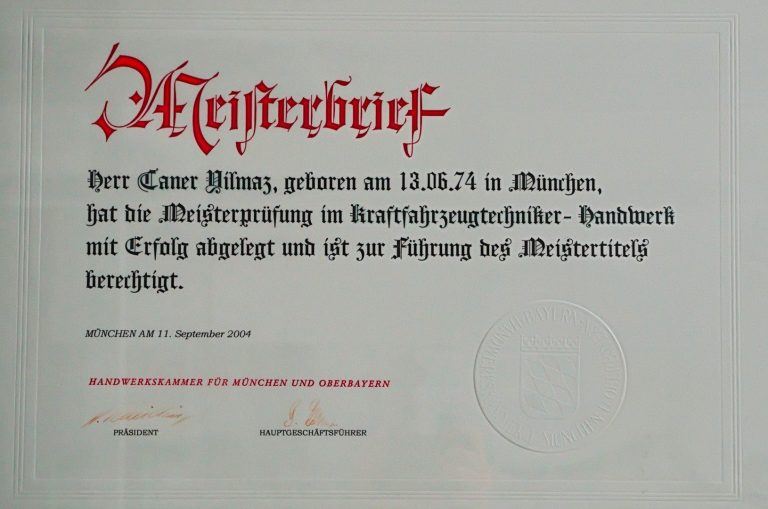 Meisterbrief
Herr Caner Yilmaz, geboren am 13.06.74 in München,
hat die Meisterprüfung im Kraftfahrzeugtechniker- Handwerk
mit Erfolg abgelegt und ist zur Führung des Meistertitels
berechtigt.
MÜNCHEN AM 11. September 2004
HANDWERKSKAMMER FÜR MÜNCHEN UND OBERBAYERN
PRÄSIDENT HAUPTGESCHÄFTSFÜHRER